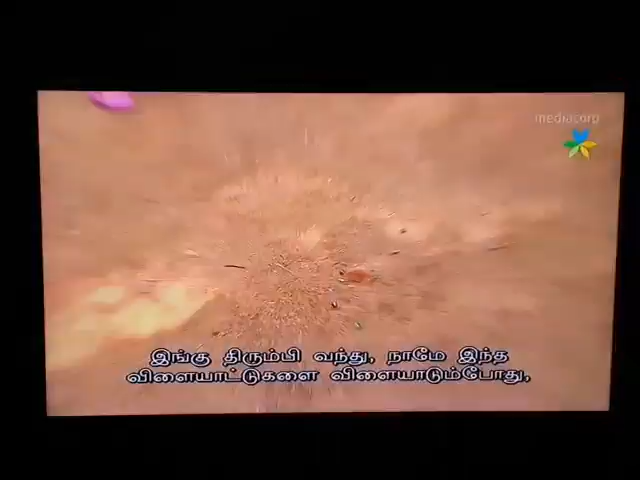 mediacorp
இங்கு திரும்பி வந்து, நாமே இந்த
விளையாட்டுகளை விளையாடும்போது,